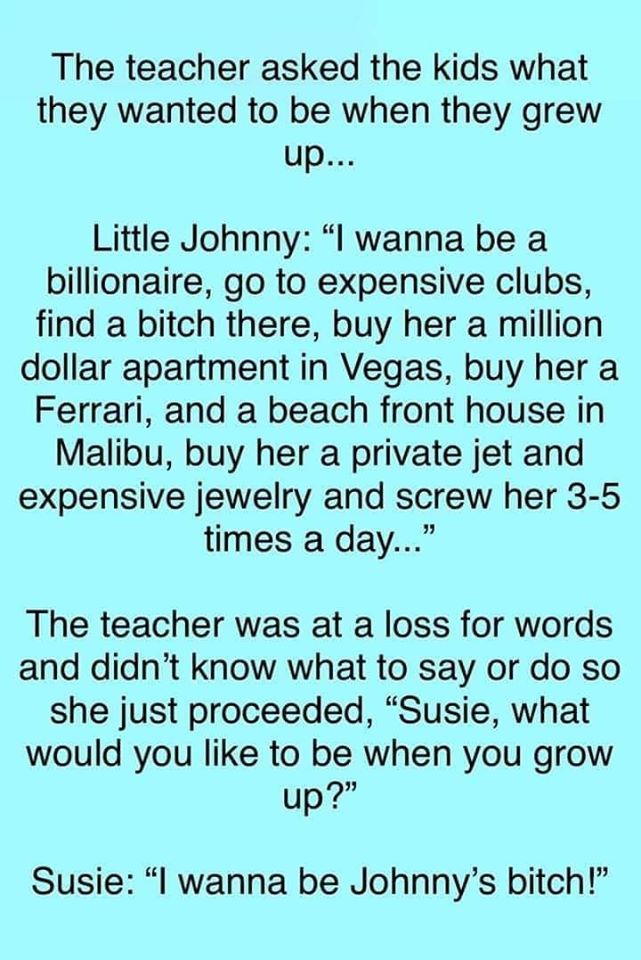 The teacher asked the kids what
they wanted to be when they grew
up...
Little Johnny: “I wanna be a
billionaire, go to expensive clubs,
find a bitch there, buy her a million
dollar apartment in Vegas, buy her a
Ferrari, and a beach front house in
Malibu, buy her a private jet and
expensive jewelry and screw her 3-5
times a day...”
The teacher was at a loss for words
and didn’t know what to say or do so
she just proceeded, “Susie, what
would you like to be when you grow
up?”
Susie: “I wanna be Johnny’s bitch!”